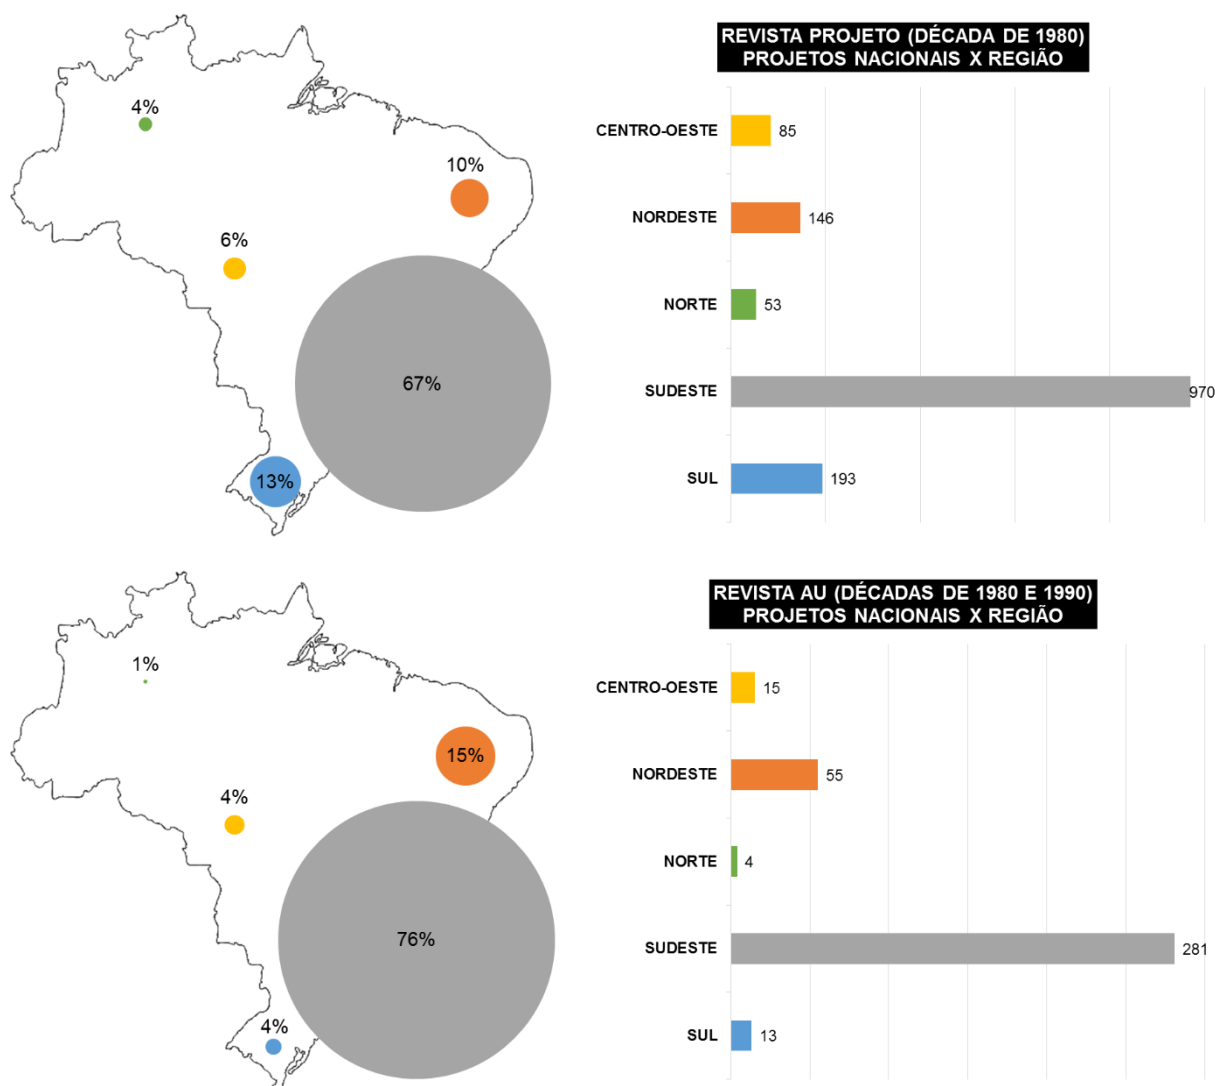 4%
10%
6%
67%
13%
REVISTA PROJETO (DÉCADA DE 1980)
PROJETOS NACIONAIS X REGIÃO
CENTRO-OESTE 85
NORDESTE 146
NORTE 53
SUDESTE 970
SUL 193
1%
15%
4%
76%
4%
REVISTA AU (DÉCADAS DE 1980 E 1990)
PROJETOS NACIONAIS X REGIÃO
CENTRO-OESTE 15
NORDESTE 55
NORTE 4
SUDESTE 281
SUL 13